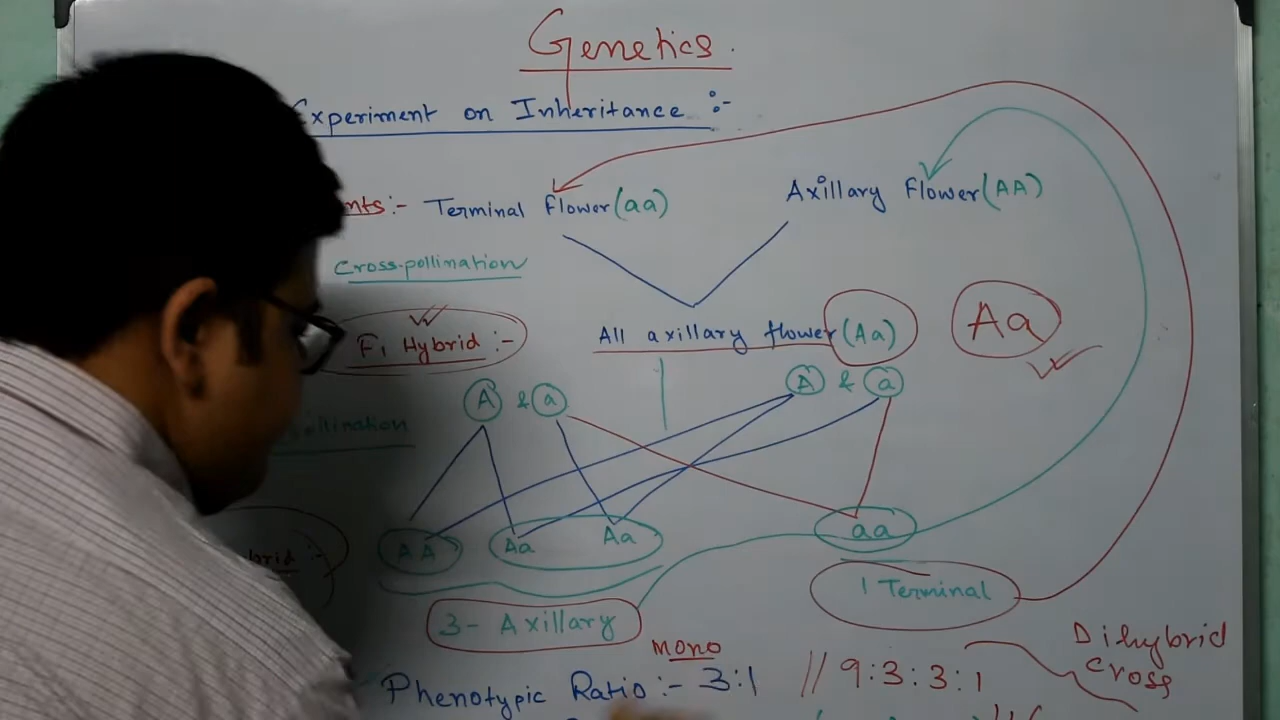 Genetics.
Experiment on Inheritance :-
Terminal Flower (aa)
Axillary Flower (AA)
Cross-pollination
F1 Hybrid :-
All axillary flower (Aa)
Aa
A & a
A & a
AA
Aa
Aa
aa
3- Axillary
1 Terminal
mono
Phenotypic Ratio :- 3:1 // 9:3:3:1
Dihybrid
Cross